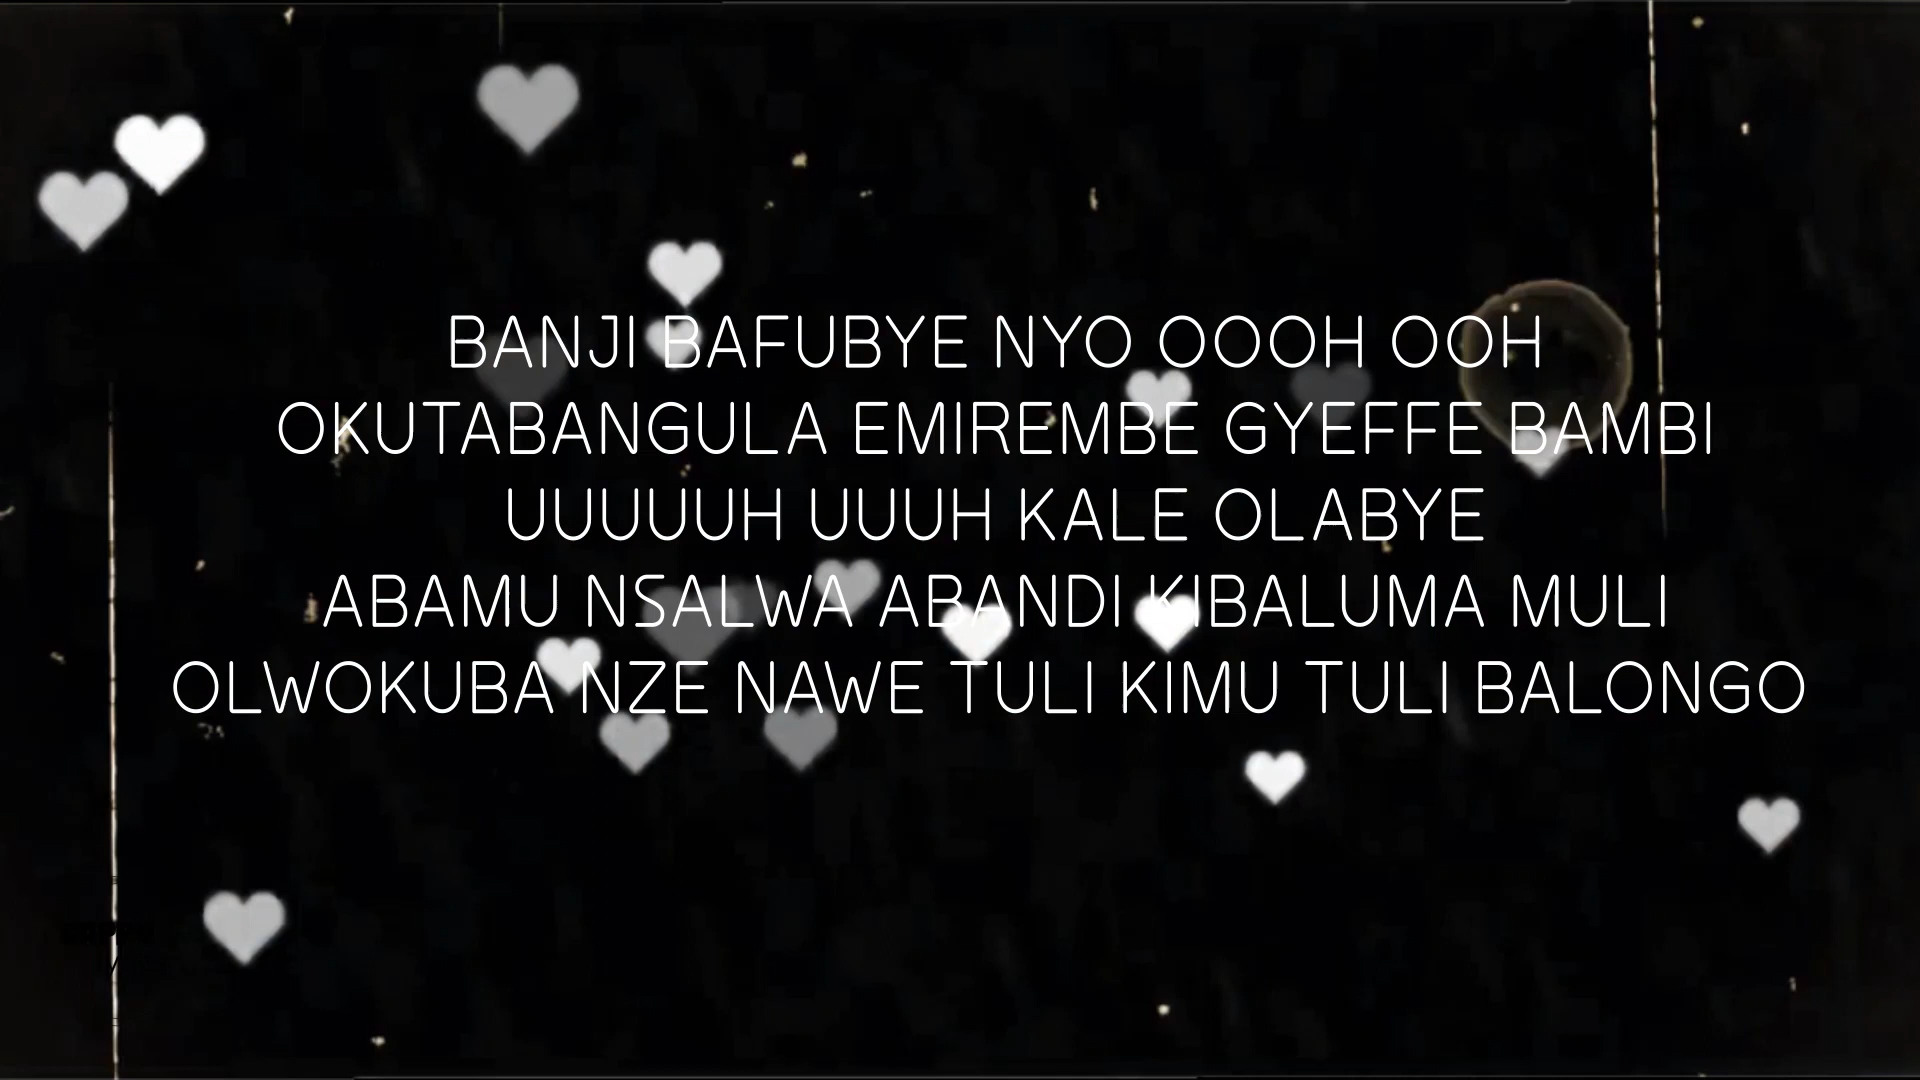 BANJI BAFUBYE NYO OOOH OOH
OKUTABANGULA EMIREMBE GYEFFE BAMBI
UUUUUH UUUH KALE OLABYE
ABAMU NSALWA ABANDI KIBALUMA MULI
OLWOKUBA NZE NAWE TULI KIMU TULI BALONGO